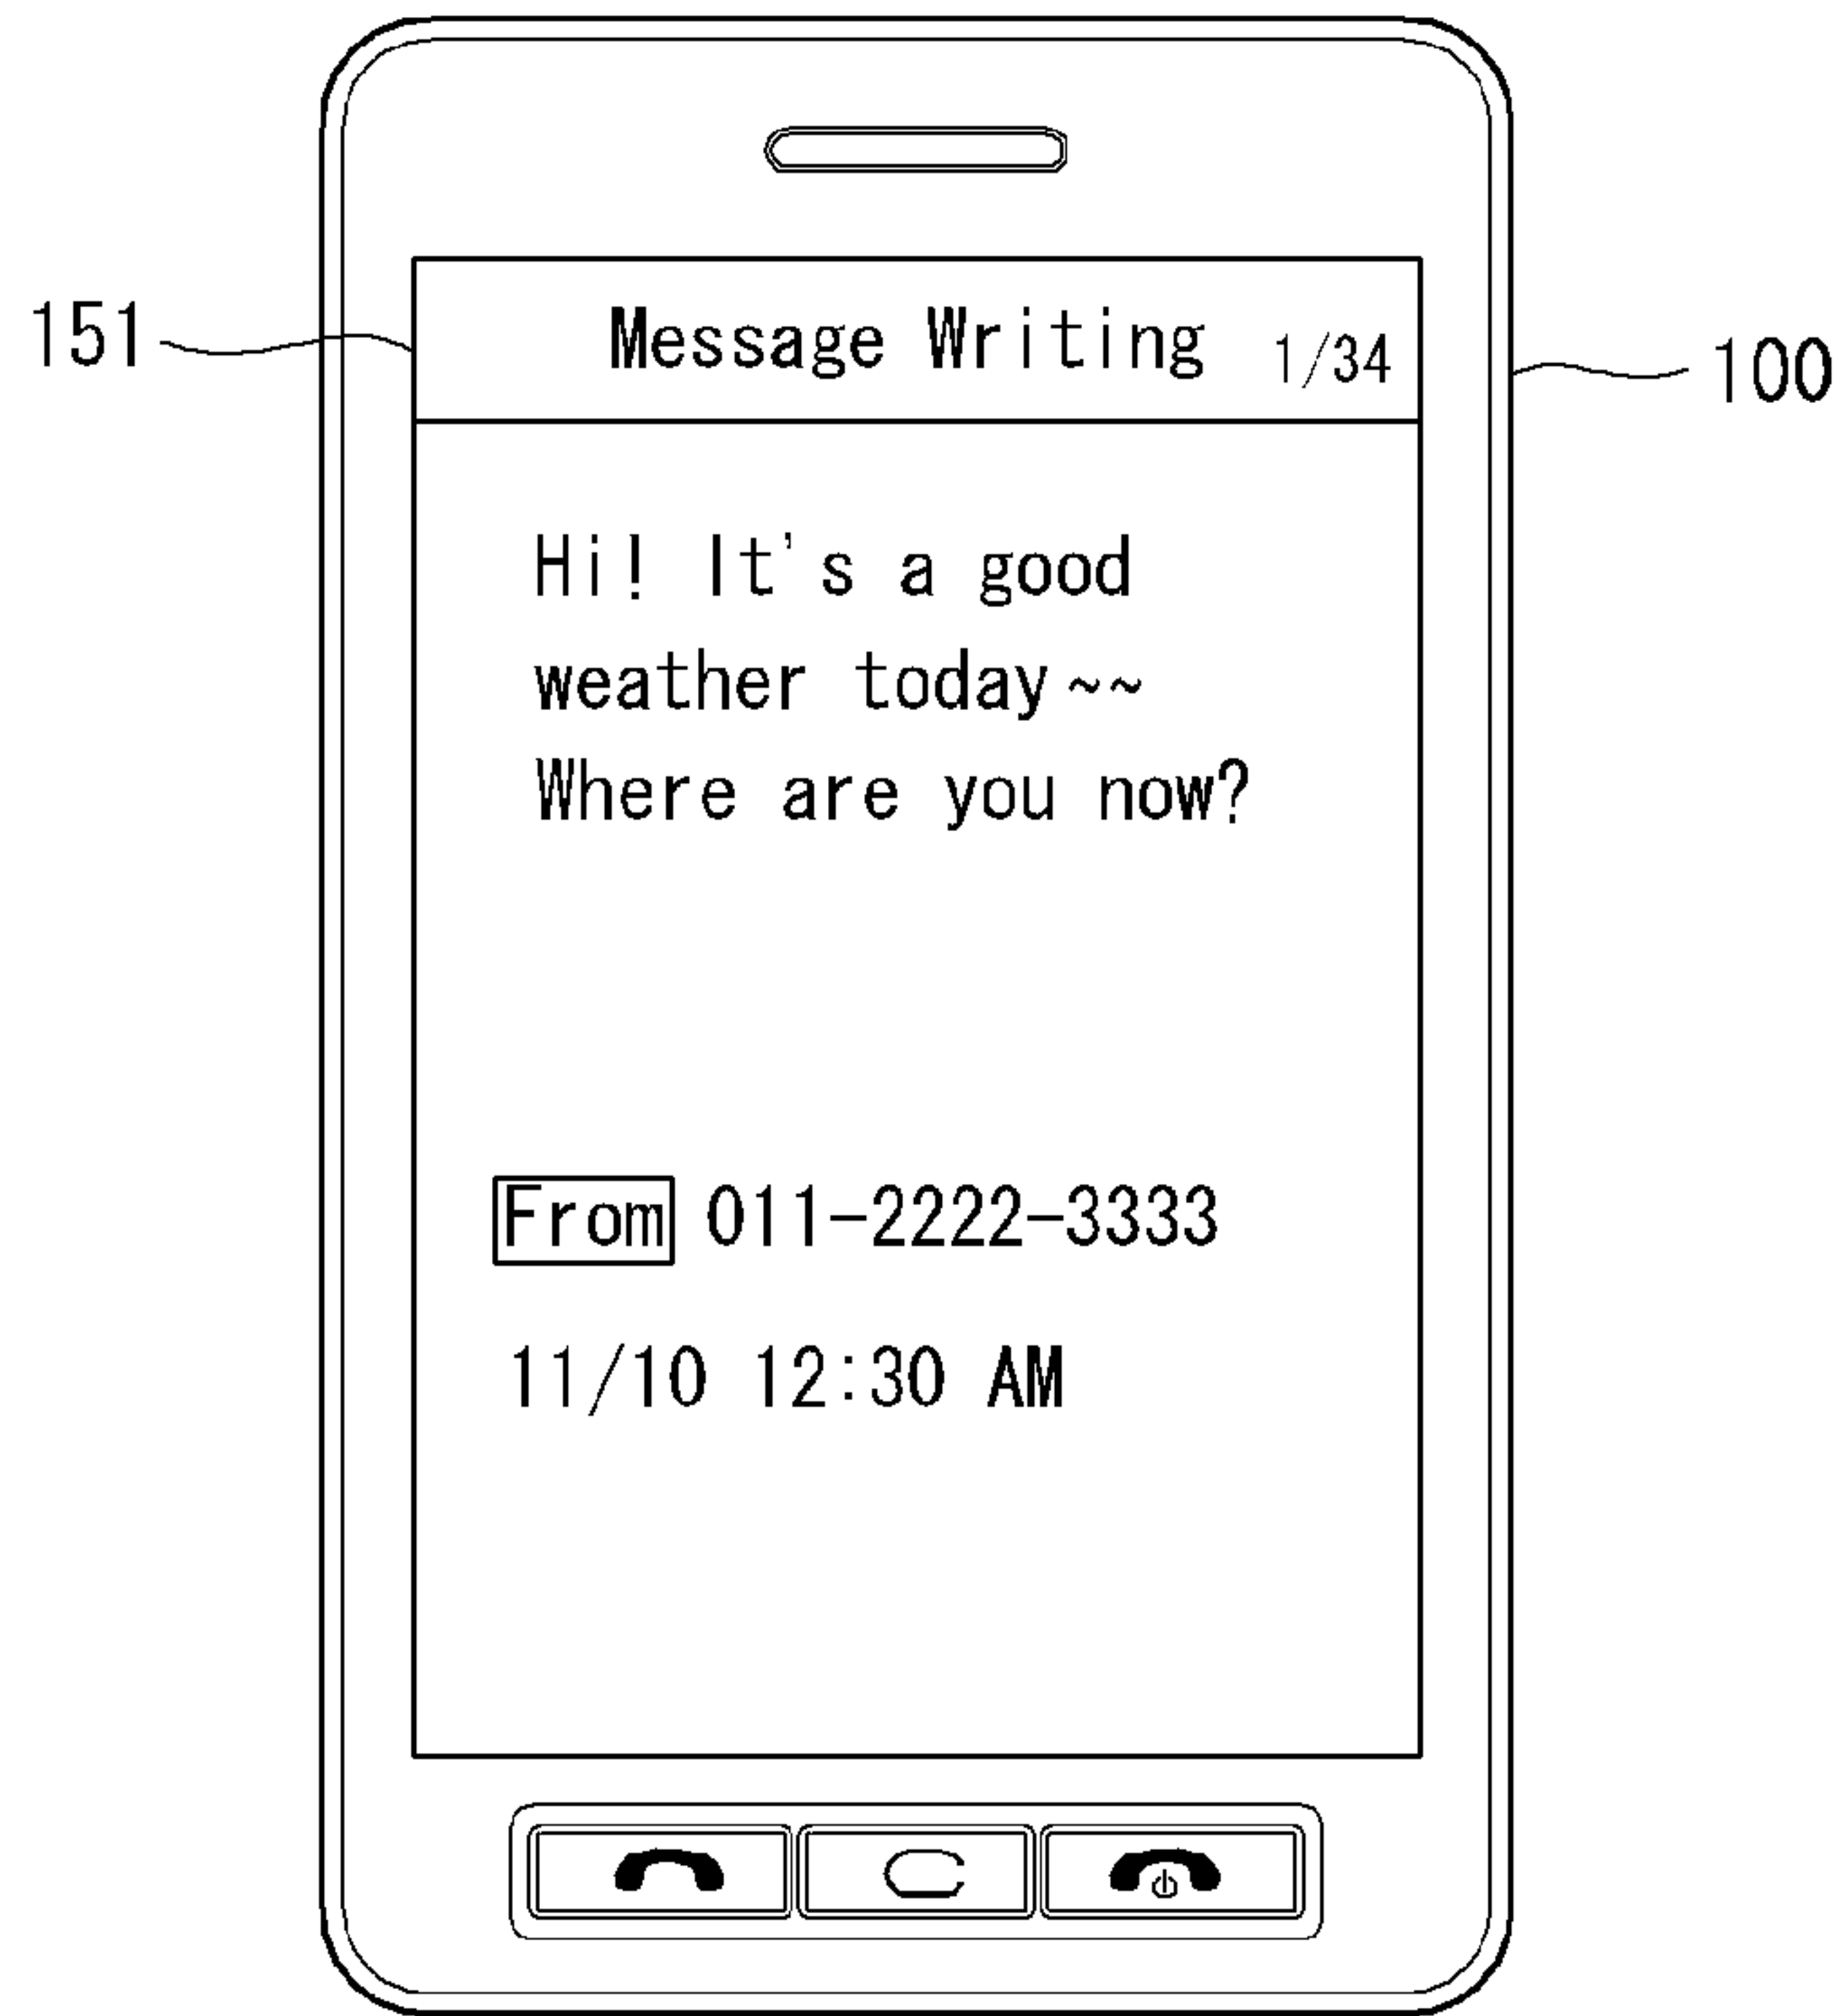 151
Message Writing 1/34
100
Hi! It's a good
weather today~~
Where are you now?
From 011-2222-3333
11/10 12:30 AM
C